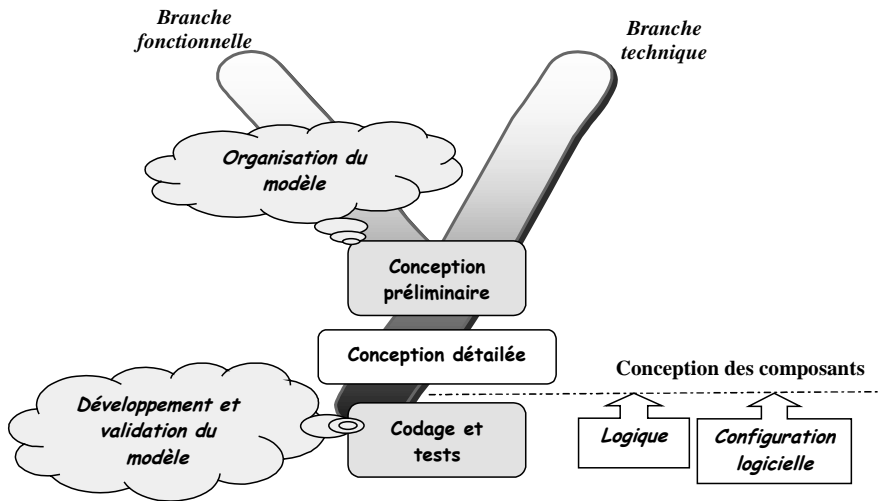 Branche
fonctionnelle
Branche
technique
Organisation du
modèle
Conception
préliminaire
Conception détailée
Conception des composants
Développement et
validation du
modèle
Codage et
tests
Logique
Configuration
logicielle